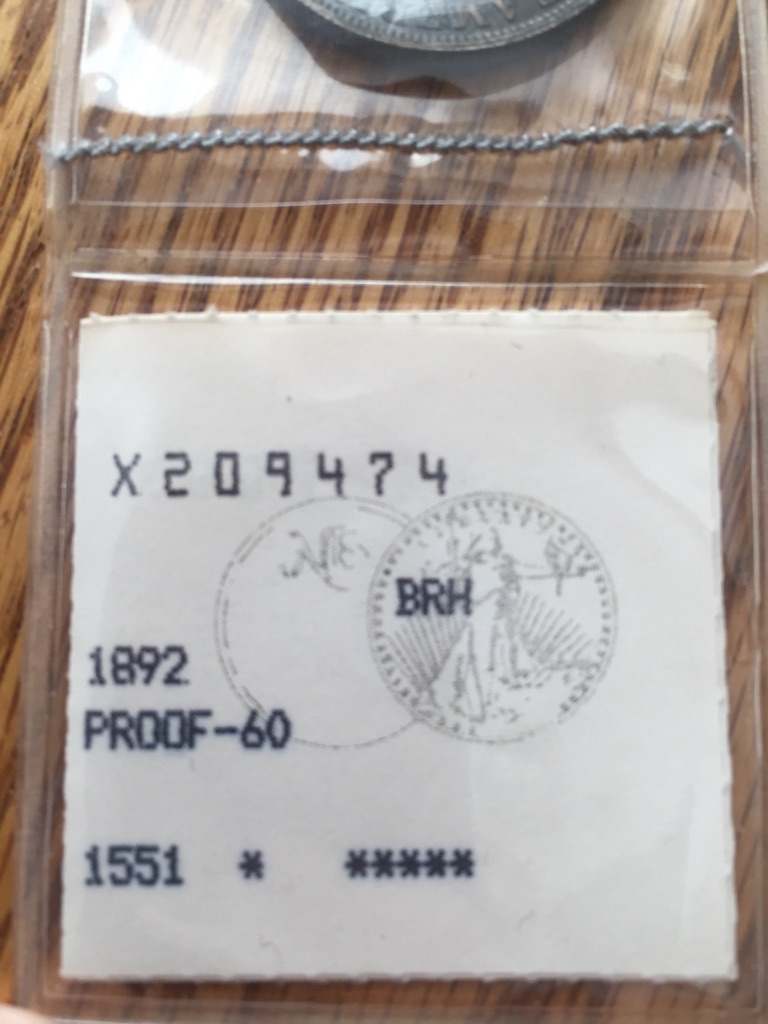 X209474
BRH
1892
PROOF-60
1551 * *****